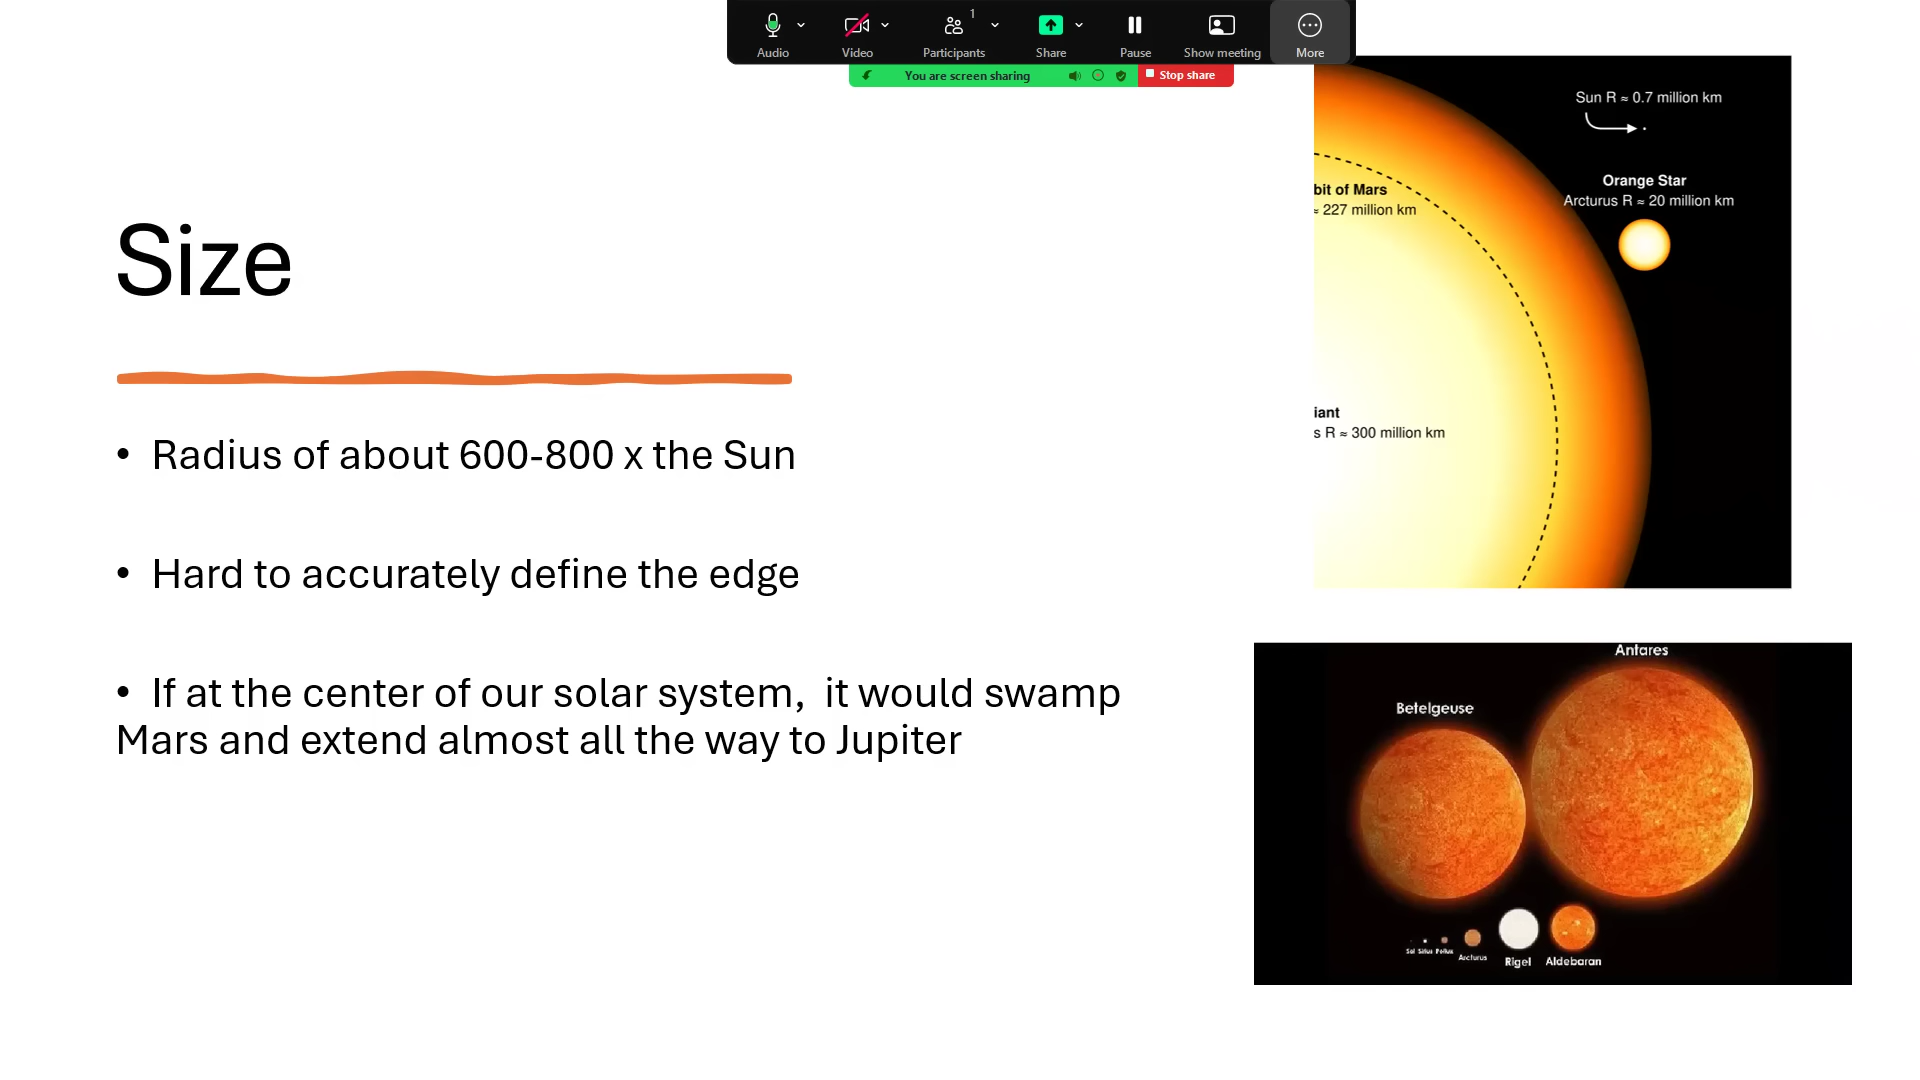 1
Audio
Video
Participants
Share
Pause
Show meeting
More
You are screen sharing
Stop share
Size
• Radius of about 600-800 x the Sun
• Hard to accurately define the edge
• If at the center of our solar system, it would swamp
Mars and extend almost all the way to Jupiter
Sun R ≈ 0.7 million km
Orange Star
Arcturus R ≈ 20 million km
bit of Mars
≈ 227 million km
iant
s R ≈ 300 million km
Antares
Betelgeuse
Sol Sirius Pollux
Arcturus
Rigel
Aldebaran